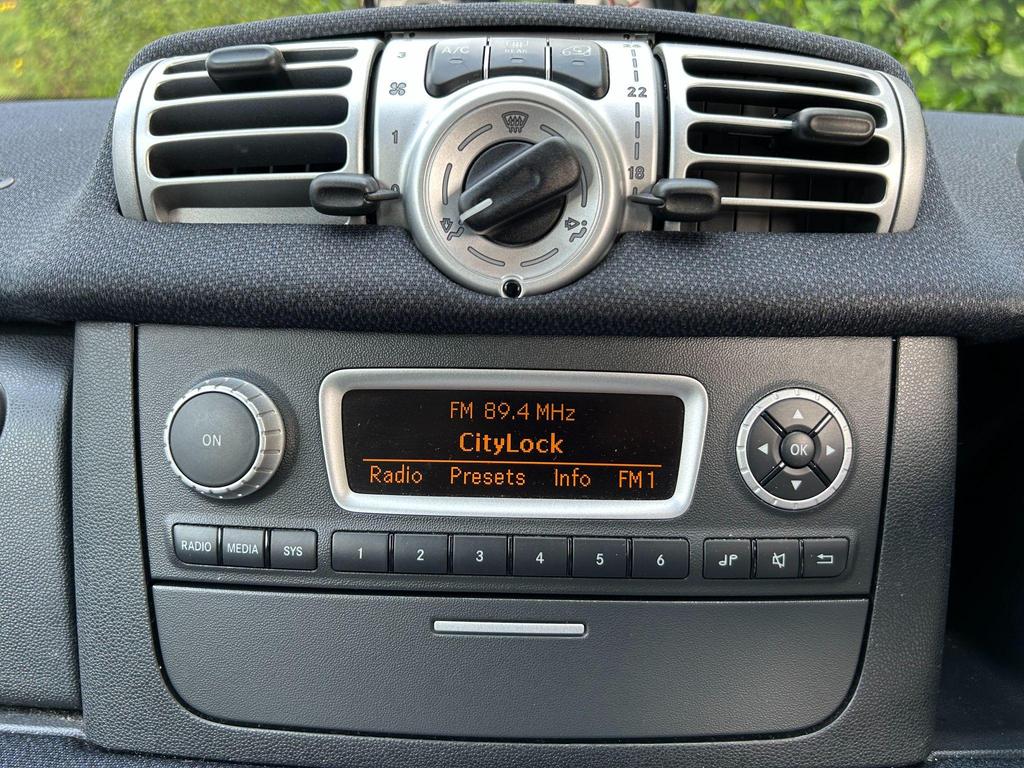 A/C REAR
3
22
1
18
0
FM 89.4 MHz
CityLock
Radio Presets Info FM1
ON
OK
RADIO MEDIA SYS 1 2 3 4 5 6